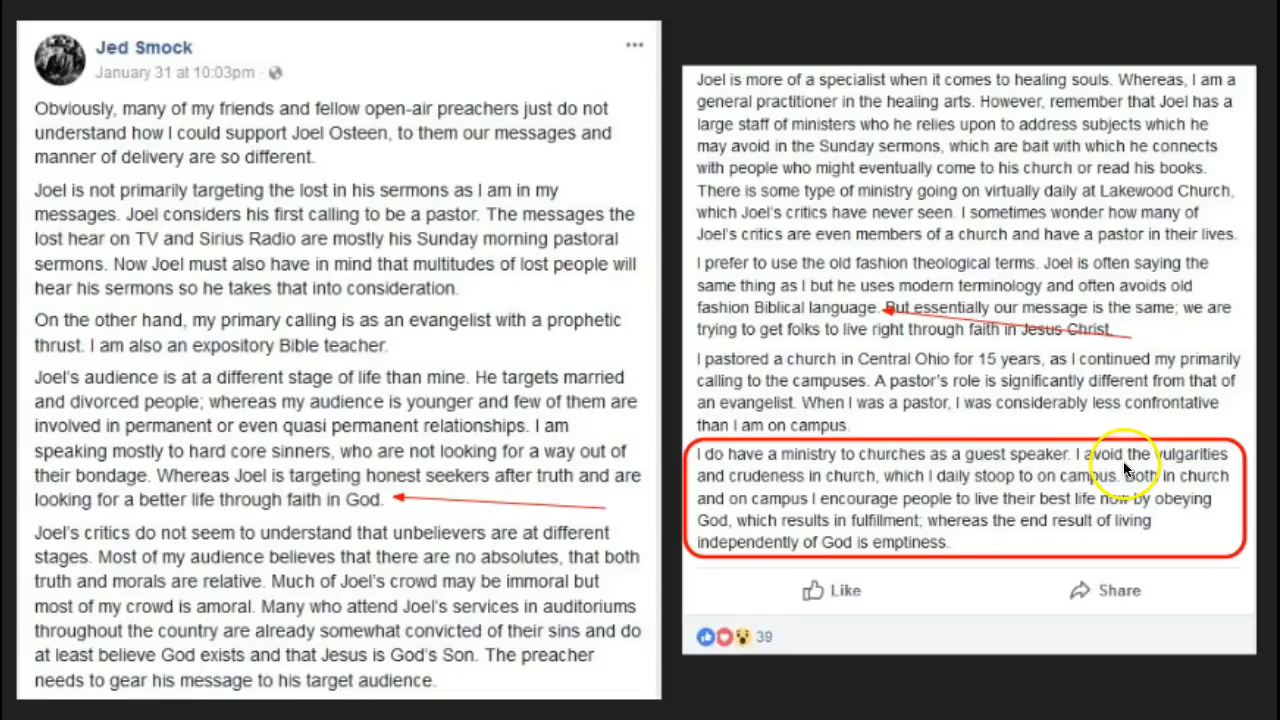 Jed Smock
January 31 at 10:03pm ·
Obviously, many of my friends and fellow open-air preachers just do not
understand how I could support Joel Osteen, to them our messages and
manner of delivery are so different.
Joel is not primarily targeting the lost in his sermons as I am in my
messages. Joel considers his first calling to be a pastor. The messages the
lost hear on TV and Sirius Radio are mostly his Sunday morning pastoral
sermons. Now Joel must also have in mind that multitudes of lost people will
hear his sermons so he takes that into consideration.
On the other hand, my primary calling is as an evangelist with a prophetic
thrust. I am also an expository Bible teacher.
Joel's audience is at a different stage of life than mine. He targets married
and divorced people; whereas my audience is younger and few of them are
involved in permanent or even quasi permanent relationships. I am
speaking mostly to hard core sinners, who are not looking for a way out of
their bondage. Whereas Joel is targeting honest seekers after truth and are
looking for a better life through faith in God.
Joel's critics do not seem to understand that unbelievers are at different
stages. Most of my audience believes that there are no absolutes, that both
truth and morals are relative. Much of Joel's crowd may be immoral but
most of my crowd is amoral. Many who attend Joel's services in auditoriums
throughout the country are already somewhat convicted of their sins and do
at least believe God exists and that Jesus is God's Son. The preacher
needs to gear his message to his target audience.
Joel is more of a specialist when it comes to healing souls. Whereas, I am a
general practitioner in the healing arts. However, remember that Joel has a
large staff of ministers who he relies upon to address subjects which he
may avoid in the Sunday sermons, which are bait with which he connects
with people who might eventually come to his church or read his books.
There is some type of ministry going on virtually daily at Lakewood Church,
which Joel's critics have never seen. I sometimes wonder how many of
Joel's critics are even members of a church and have a pastor in their lives.
I prefer to use the old fashion theological terms. Joel is often saying the
same thing as I but he uses modern terminology and often avoids old
fashion Biblical language. But essentially our message is the same; we are
trying to get folks to live right through faith in Jesus Christ.
I pastored a church in Central Ohio for 15 years, as I continued my primarily
calling to the campuses. A pastor's role is significantly different from that of
an evangelist. When I was a pastor, I was considerably less confrontative
than I am on campus.
I do have a ministry to churches as a guest speaker. I avoid the vulgarities
and crudeness in church, which I daily stoop to on campus. Both in church
and on campus I encourage people to live their best life now by obeying
God, which results in fulfillment; whereas the end result of living
independently of God is emptiness.
Like
Share
39